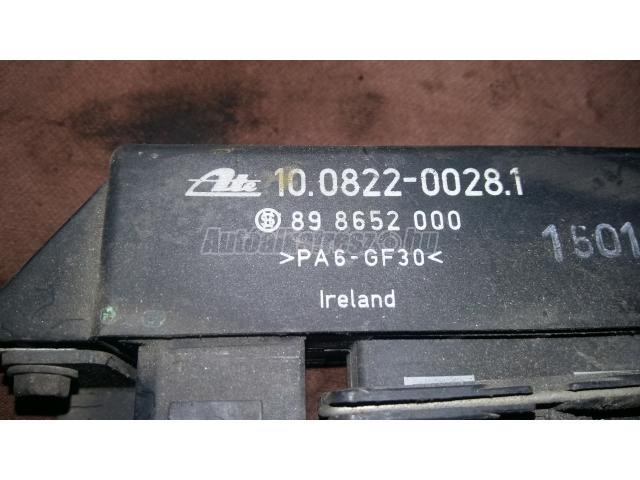 Ate 10.0822-0028.1
89 8652 000
1501
>PA6-GF30<
Ireland